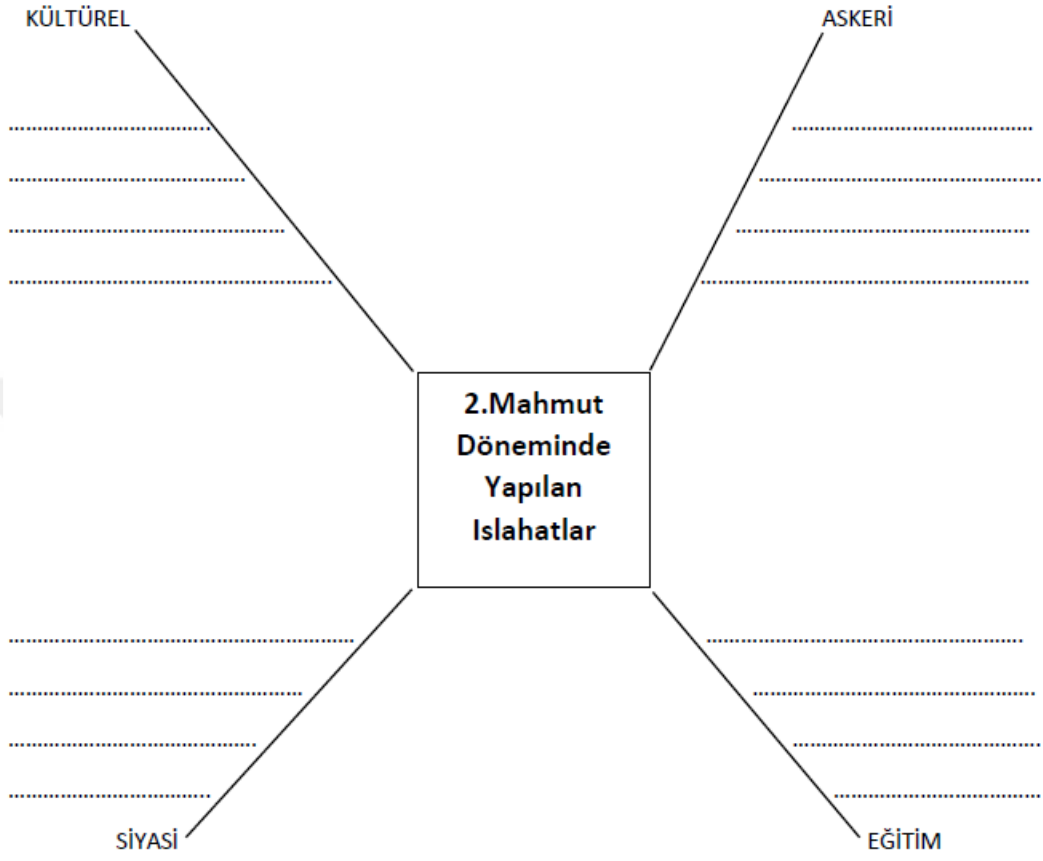 KÜLTÜREL
ASKERİ
……………………………..
……………………………………
…………………………………..
………………………………………….
…………………………………………
……………………………………………
………………………………………………..
…………………………………………………
2.Mahmut
Döneminde
Yapılan
Islahatlar
……………………………………………………
……………………………………………….
……………………………………………
………………………………………….
…………………………………….
…………………………………….
……………………………..
………………………………
SİYASİ
EĞİTİM